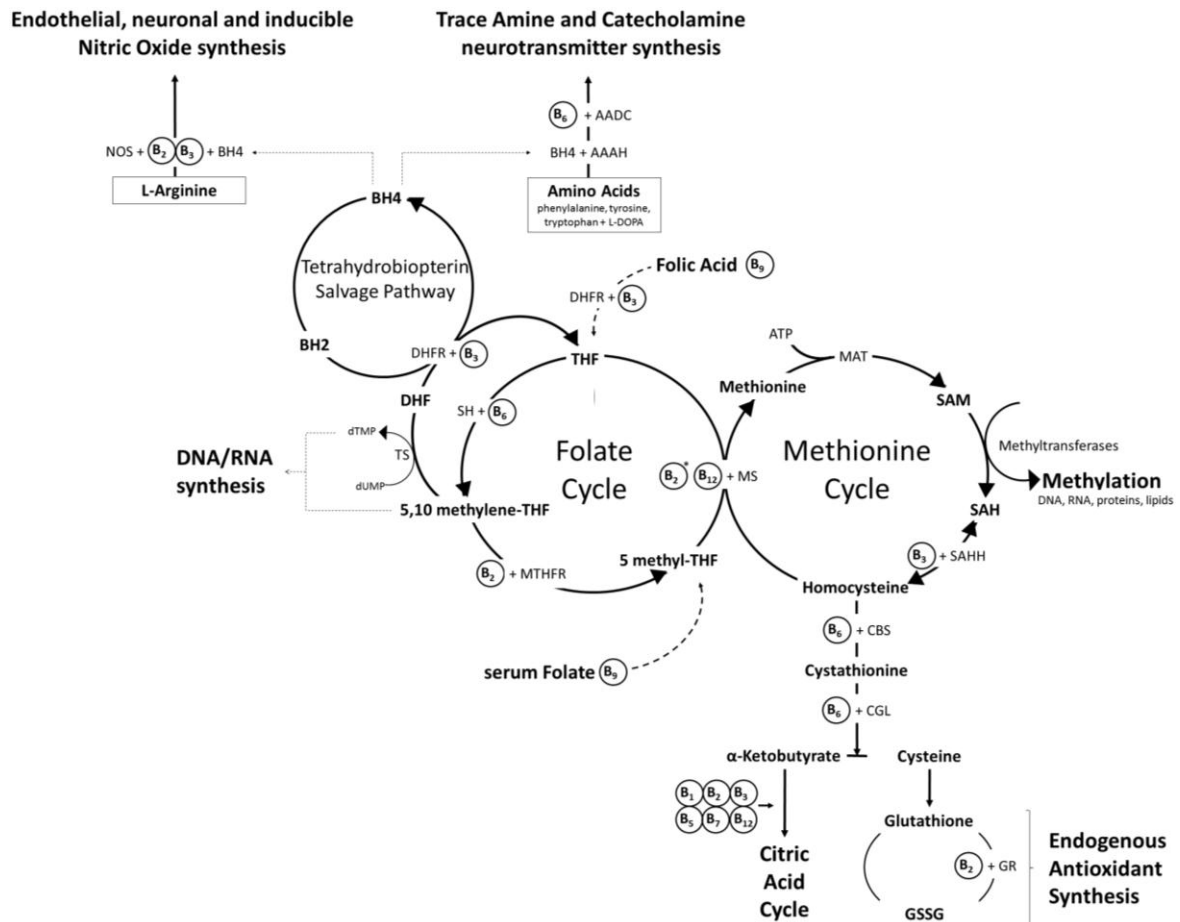 Endothelial, neuronal and inducible
Nitric Oxide synthesis
Trace Amine and Catecholamine
neurotransmitter synthesis
B6 + AADC
NOS + B2 B3 + BH4
BH4 + AAAH
L-Arginine
Amino Acids
phenylalanine, tyrosine,
tryptophan + L-DOPA
BH4
Tetrahydrobiopterin
Salvage Pathway
BH2
DHFR + B3
Folic Acid B9
DHFR + B3
THF
DHF
SH + B6
dTMP
TS
dUMP
DNA/RNA
synthesis
5,10 methylene-THF
Folate
Cycle
B2* B12 + MS
B2 + MTHFR
5 methyl-THF
serum Folate B9
ATP
MAT
Methionine
SAM
Methionine
Cycle
Methyltransferases
Methylation
DNA, RNA, proteins, lipids
SAH
B3 + SAHH
Homocysteine
B6 + CBS
Cystathionine
B6 + CGL
α-Ketobutyrate
Cysteine
B1 B2 B3
B5 B7 B12
Citric
Acid
Cycle
Glutathione
B2 + GR
GSSG
Endogenous
Antioxidant
Synthesis